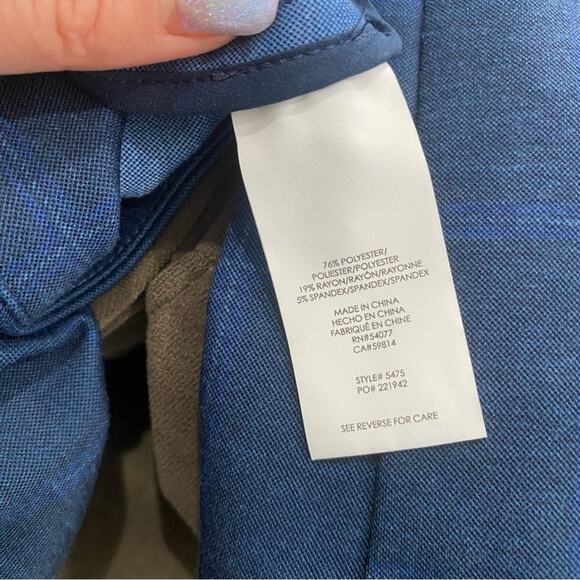 76% POLYESTER/
POLIESTER/POLYESTER
19% RAYON/RAYÓN/RAYONNE
5% SPANDEX/SPANDEX/SPANDEX
MADE IN CHINA
HECHO EN CHINA
FABRIQUÉ EN CHINE
RN#54077
CA#59814
STYLE# 5475
PO# 221942
SEE REVERSE FOR CARE